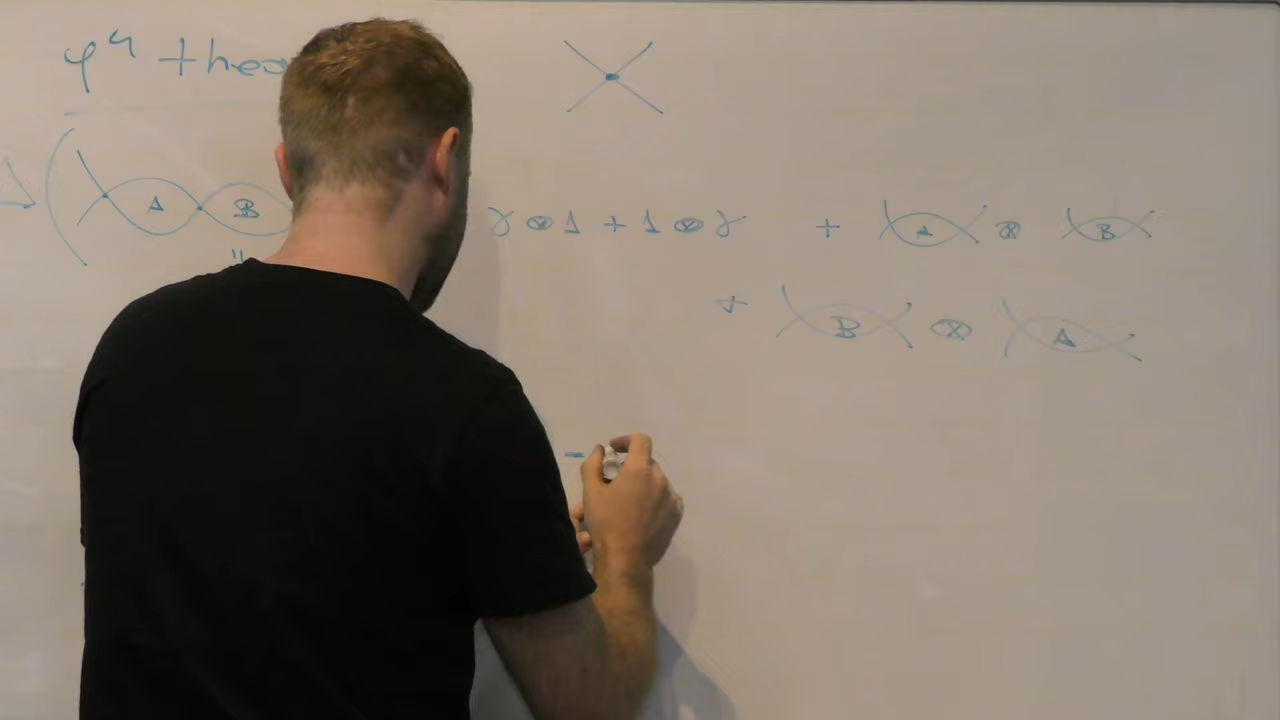 φ⁴ theo
Δ ( A B γ ⊗ 1 + 1 ⊗ γ + A ⊗ B
"
+ B ⊗ A
-